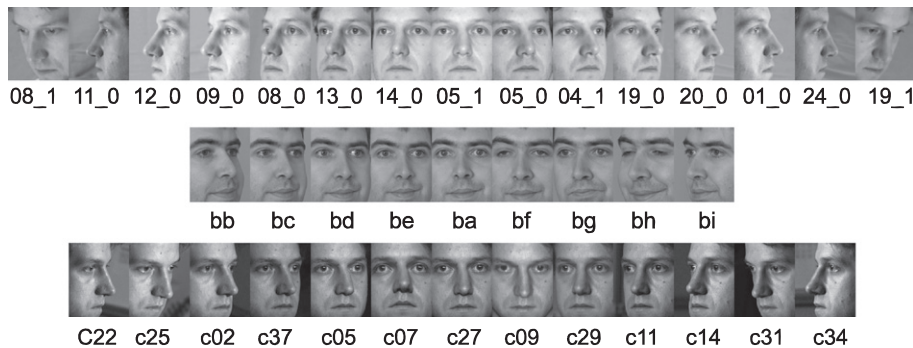 08_1 11_0 12_0 09_0 08_0 13_0 14_0 05_1 05_0 04_1 19_0 20_0 01_0 24_0 19_1
bb bc bd be ba bf bg bh bi
C22 c25 c02 c37 c05 c07 c27 c09 c29 c11 c14 c31 c34